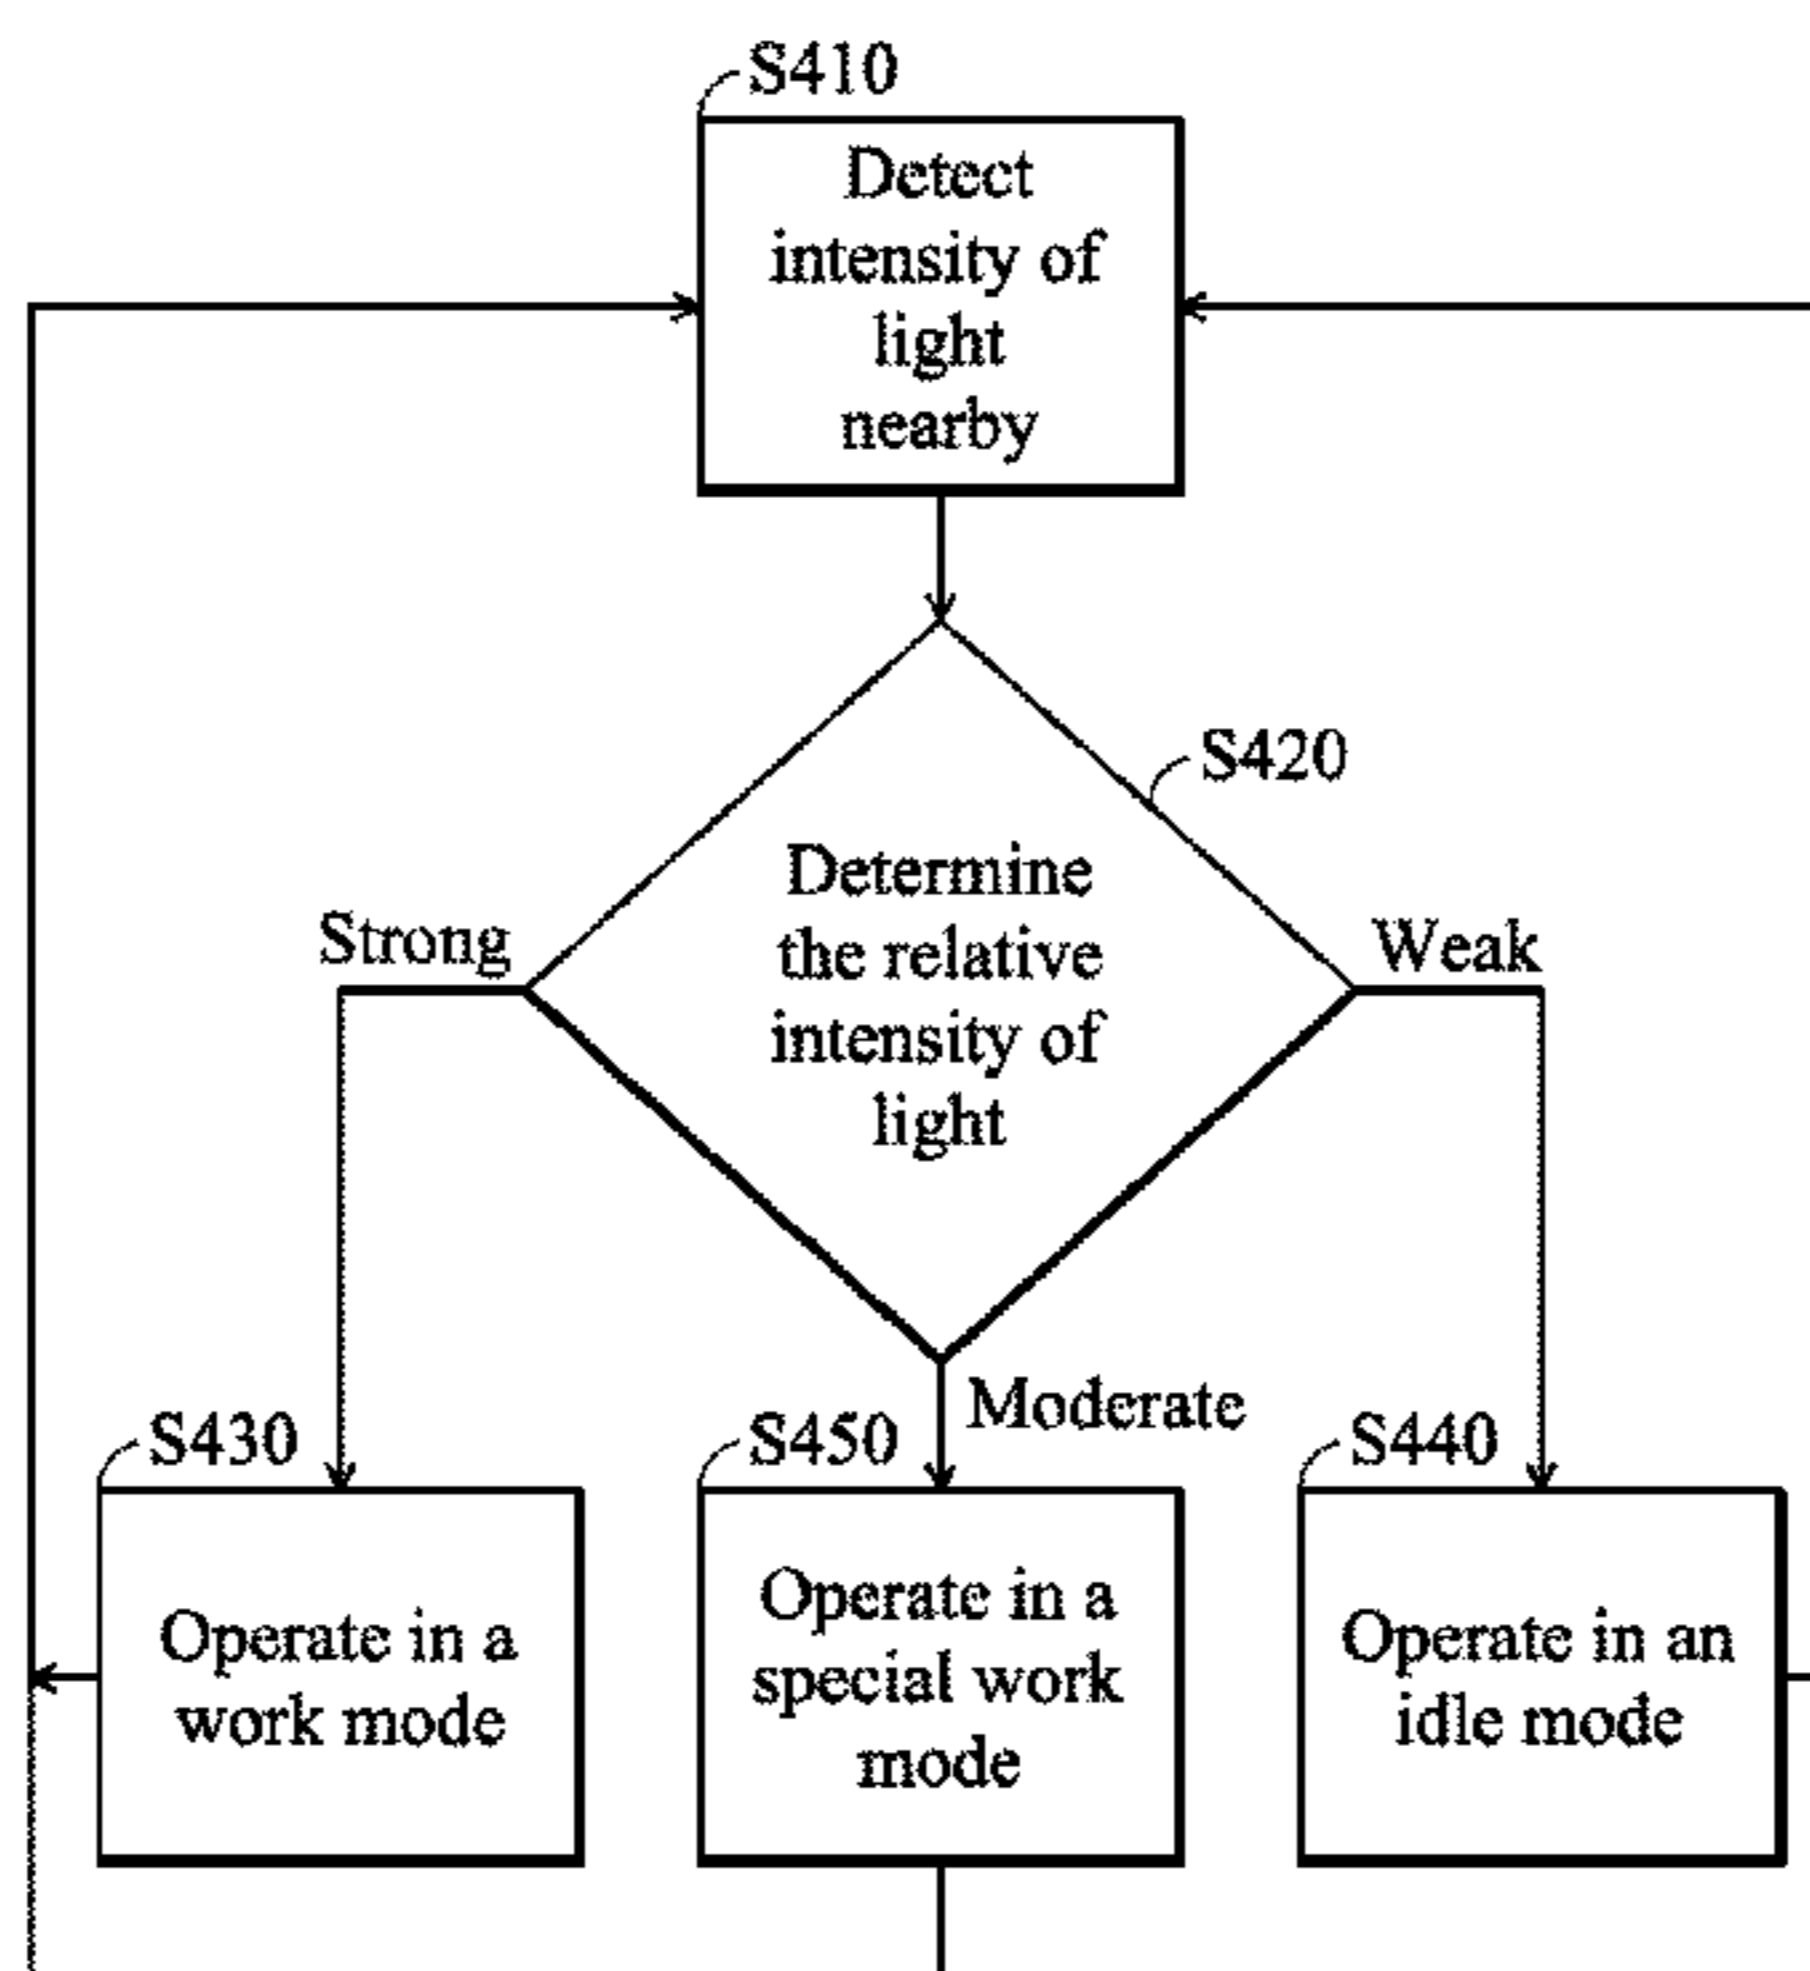 S410
Detect
intensity of
light
nearby
S420
Determine
the relative
intensity of
light
Strong
Weak
Moderate
S430
Operate in a
work mode
S450
Operate in a
special work
mode
S440
Operate in an
idle mode